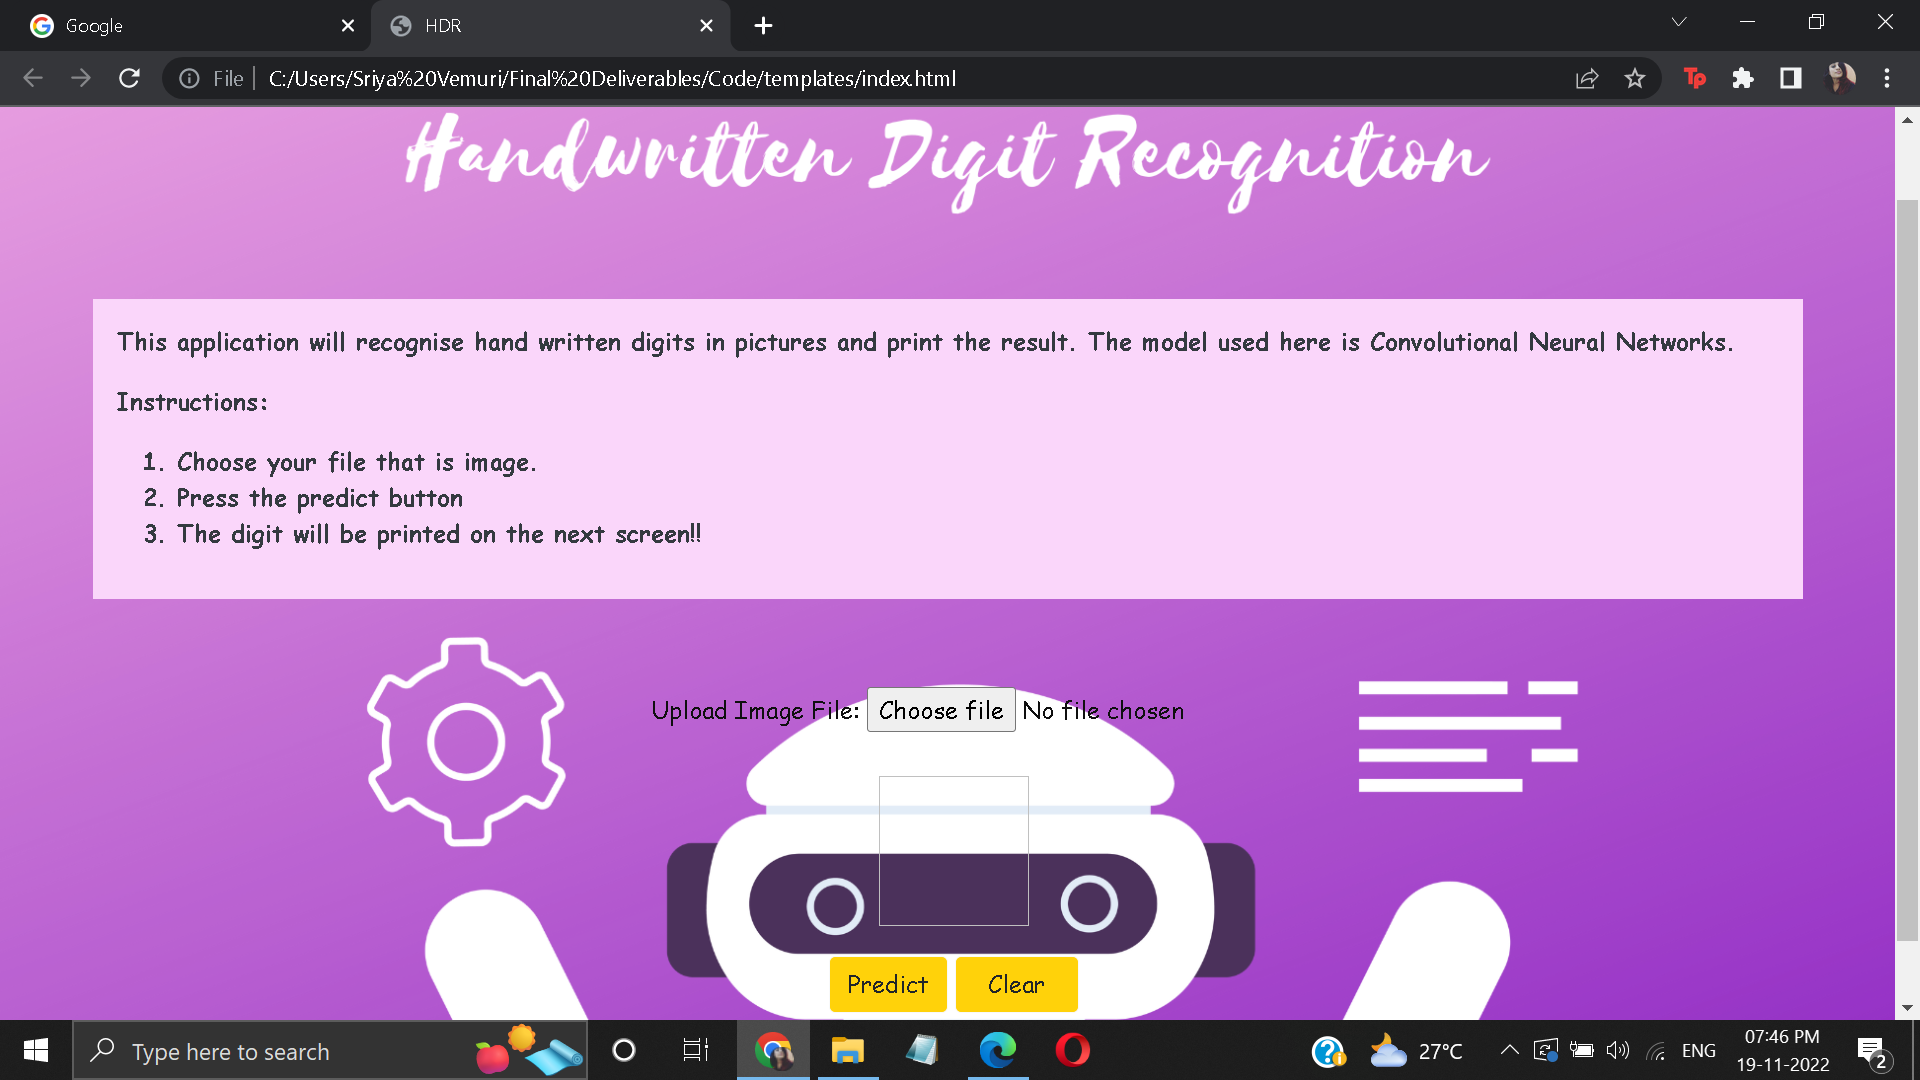 Google
HDR
File
C:/Users/Sriya%20Vemuri/Final%20Deliverables/Code/templates/index.html
Tp
Handwritten Digit Recognition
This application will recognise hand written digits in pictures and print the result. The model used here is Convolutional Neural Networks.
Instructions:
1. Choose your file that is image.
2. Press the predict button
3. The digit will be printed on the next screen!!
Upload Image File: Choose file No file chosen
Predict Clear
Type here to search
27°C
ENG
07:46 PM
19-11-2022
2